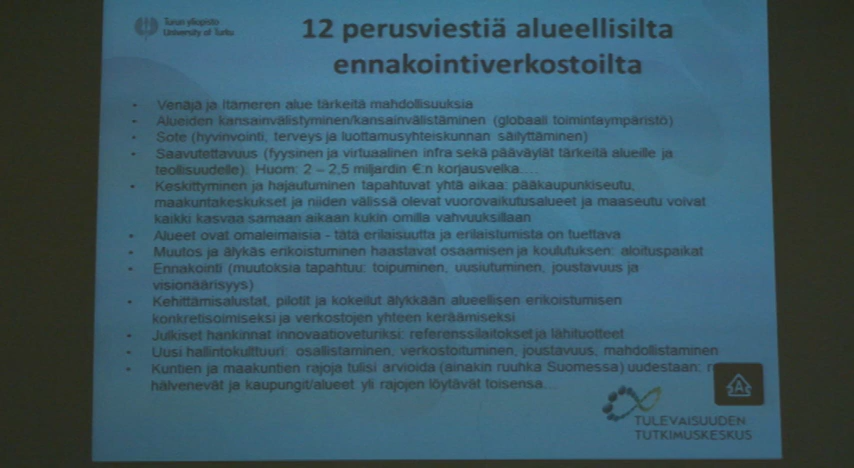 Turun yliopisto
University of Turku
12 perusviestiä alueellisilta
ennakointiverkostoilta
• Venäjä ja Itämeren alue tärkeitä mahdollisuuksia
• Alueiden kansainvälistyminen/kansainvälistäminen (globaali toimintaympäristö)
• Sote (hyvinvointi, terveys ja luottamusyhteiskunnan säilyttäminen)
• Saavutettavuus (fyysinen ja virtuaalinen infra sekä pääväylät tärkeitä alueille ja
teollisuudelle). Huom: 2 – 2,5 miljardin €:n korjausvelka....
• Keskittyminen ja hajautuminen tapahtuvat yhtä aikaa: pääkaupunkiseutu,
maakuntakeskukset ja niiden välissä olevat vuorovaikutusalueet ja maaseutu voivat
kaikki kasvaa samaan aikaan kukin omilla vahvuuksillaan
• Alueet ovat omaleimaisia - tätä erilaisuutta ja erilaistumista on tuettava
• Muutos ja älykäs erikoistuminen haastavat osaamisen ja koulutuksen: aloituspaikat
• Ennakointi (muutoksia tapahtuu: toipuminen, uusiutuminen, joustavuus ja
visionäärisyys)
• Kehittämisalustat, pilotit ja kokeilut älykkään alueellisen erikoistumisen
konkretisoimiseksi ja verkostojen yhteen keräämiseksi
• Julkiset hankinnat innovaatioveturiksi: referenssilaitokset ja lähituotteet
• Uusi hallintokulttuuri: osallistaminen, verkostoituminen, joustavuus, mahdollistaminen
• Kuntien ja maakuntien rajoja tulisi arvioida (ainakin ruuhka Suomessa) uudestaan:
hälvenevät ja kaupungit/alueet yli rajojen löytävät toisensa...
A
TULEVAISUUDEN
TUTKIMUSKESKUS